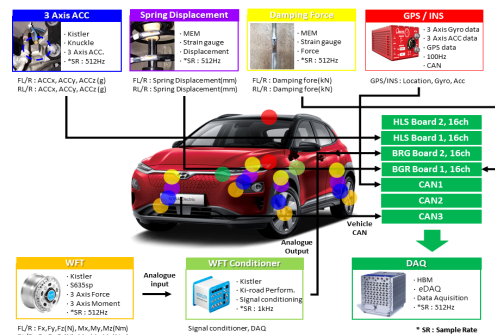 3 Axis ACC
· Kistler
· Knuckle
· 3 Axis ACC.
· *SR : 512Hz
FL/R : ACCx, ACCy, ACCz (g)
RL/R : ACCx, ACCy, ACCz (g)
Spring Displacement
· MEM
· Strain gauge
· Displacement
· *SR : 512Hz
FL/R : Spring Displacement(mm)
RL/R : Spring Displacement(mm)
Damping Force
· MEM
· Strain gauge
· Force
· *SR : 512Hz
FL/R : Damping fore(kN)
RL/R : Damping fore(kN)
GPS / INS
· 3 Axis Gyro data
· 3 Axis ACC data
· GPS data
· 100Hz
· CAN
GPS/INS : Location, Gyro, Acc
HLS Board 2, 16ch
HLS Board 1, 16ch
BRG Board 2, 16ch
BGR Board 1, 16ch
CAN1
CAN2
CAN3
Vehicle
CAN
Analogue
Output
WFT
· Kistler
· S635sp
· 3 Axis Force
· 3 Axis Moment
· *SR : 512Hz
FL/R : Fx,Fy,Fz(N), Mx,My,Mz(Nm)
Analogue
input
WFT Conditioner
· Kistler
· Ki-road Perform.
· Signal conditioning
· *SR : 1kHz
Signal conditioner, DAQ
DAQ
· HBM
· eDAQ
· Data Aquisition
· *SR : 512Hz
* SR : Sample Rate